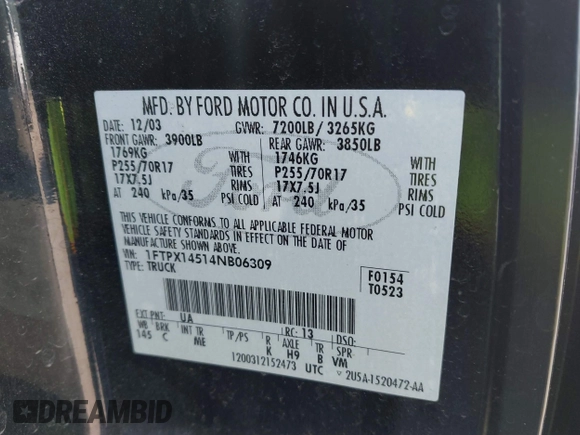 MFD. BY FORD MOTOR CO. IN U.S.A.
DATE: 12/03 GVWR: 7200LB/ 3265KG
FRONT GAWR: 3900LB REAR GAWR: 3850LB
1769KG WITH 1746KG WITH
P255/70R17 TIRES P255/70R17 TIRES
17X7.5J RIMS 17X7.5J RIMS
AT 240 kPa/35 PSI COLD AT 240 kPa/35 PSI COLD
THIS VEHICLE CONFORMS TO ALL APPLICABLE FEDERAL MOTOR
VEHICLE SAFETY STANDARDS IN EFFECT ON THE DATE OF
MANUFACTURE SHOWN ABOVE.
VIN: 1FTPX14514NB06309
TYPE: TRUCK
F0154
T0523
EXT PNT: UA RC: 13 DSO:
WB BRK INT TR TP/PS R AXLE TR SPR
145 C ME K H9 B VM
1200312152473 UTC
▽ 2USA-1520472-AA
Ford
DREAMBID